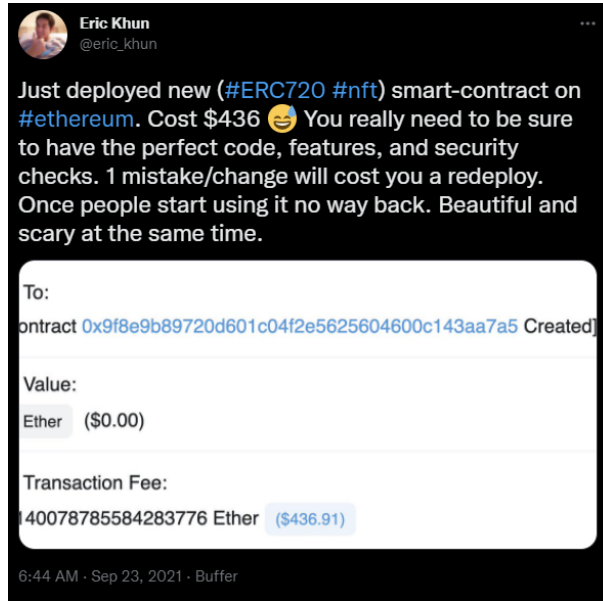 Eric Khun
@eric_khun
Just deployed new (#ERC720 #nft) smart-contract on
#ethereum. Cost $436 😅 You really need to be sure
to have the perfect code, features, and security
checks. 1 mistake/change will cost you a redeploy.
Once people start using it no way back. Beautiful and
scary at the same time.
To:
ontract 0x9f8e9b89720d601c04f2e5625604600c143aa7a5 Created]
Value:
Ether ($0.00)
Transaction Fee:
140078785584283776 Ether ($436.91)
6:44 AM · Sep 23, 2021 · Buffer